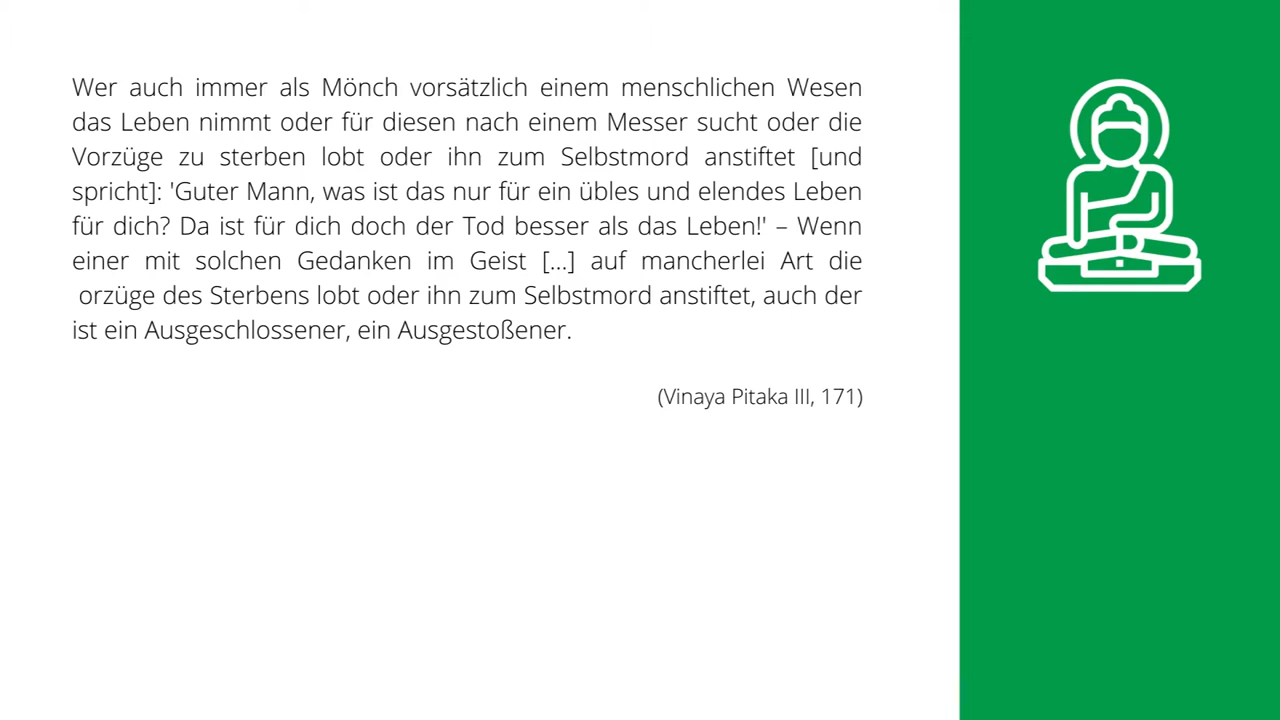 Wer auch immer als Mönch vorsätzlich einem menschlichen Wesen
das Leben nimmt oder für diesen nach einem Messer sucht oder die
Vorzüge zu sterben lobt oder ihn zum Selbstmord anstiftet [und
spricht]: 'Guter Mann, was ist das nur für ein übles und elendes Leben
für dich? Da ist für dich doch der Tod besser als das Leben!' – Wenn
einer mit solchen Gedanken im Geist [...] auf mancherlei Art die
orzüge des Sterbens lobt oder ihn zum Selbstmord anstiftet, auch der
ist ein Ausgeschlossener, ein Ausgestoßener.
(Vinaya Pitaka III, 171)